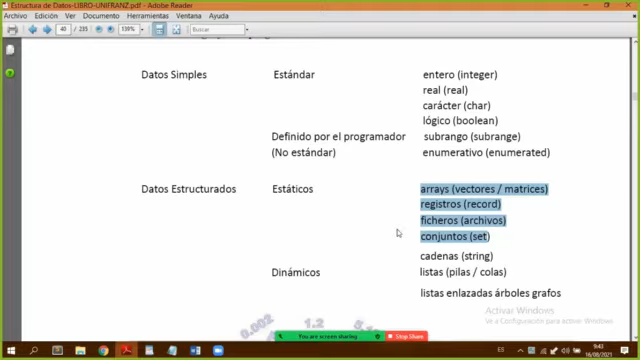 Estructura de Datos-LIBRO-UNIFRANZ.pdf - Adobe Reader
Archivo Edición Ver Documento Herramientas Ventana Ayuda
40 / 235 139% Buscar
Datos Simples Estándar entero (integer)
real (real)
carácter (char)
lógico (boolean)
Definido por el programador subrango (subrange)
(No estándar) enumerativo (enumerated)
Datos Estructurados Estáticos arrays (vectores / matrices)
registros (record)
ficheros (archivos)
conjuntos (set)
cadenas (string)
Dinámicos listas (pilas / colas)
listas enlazadas árboles grafos
0.002 1.2
Activar Windows
Ve a Configuración para activar Windows
You are screen sharing Stop Share
ES 9:43
16/08/2021